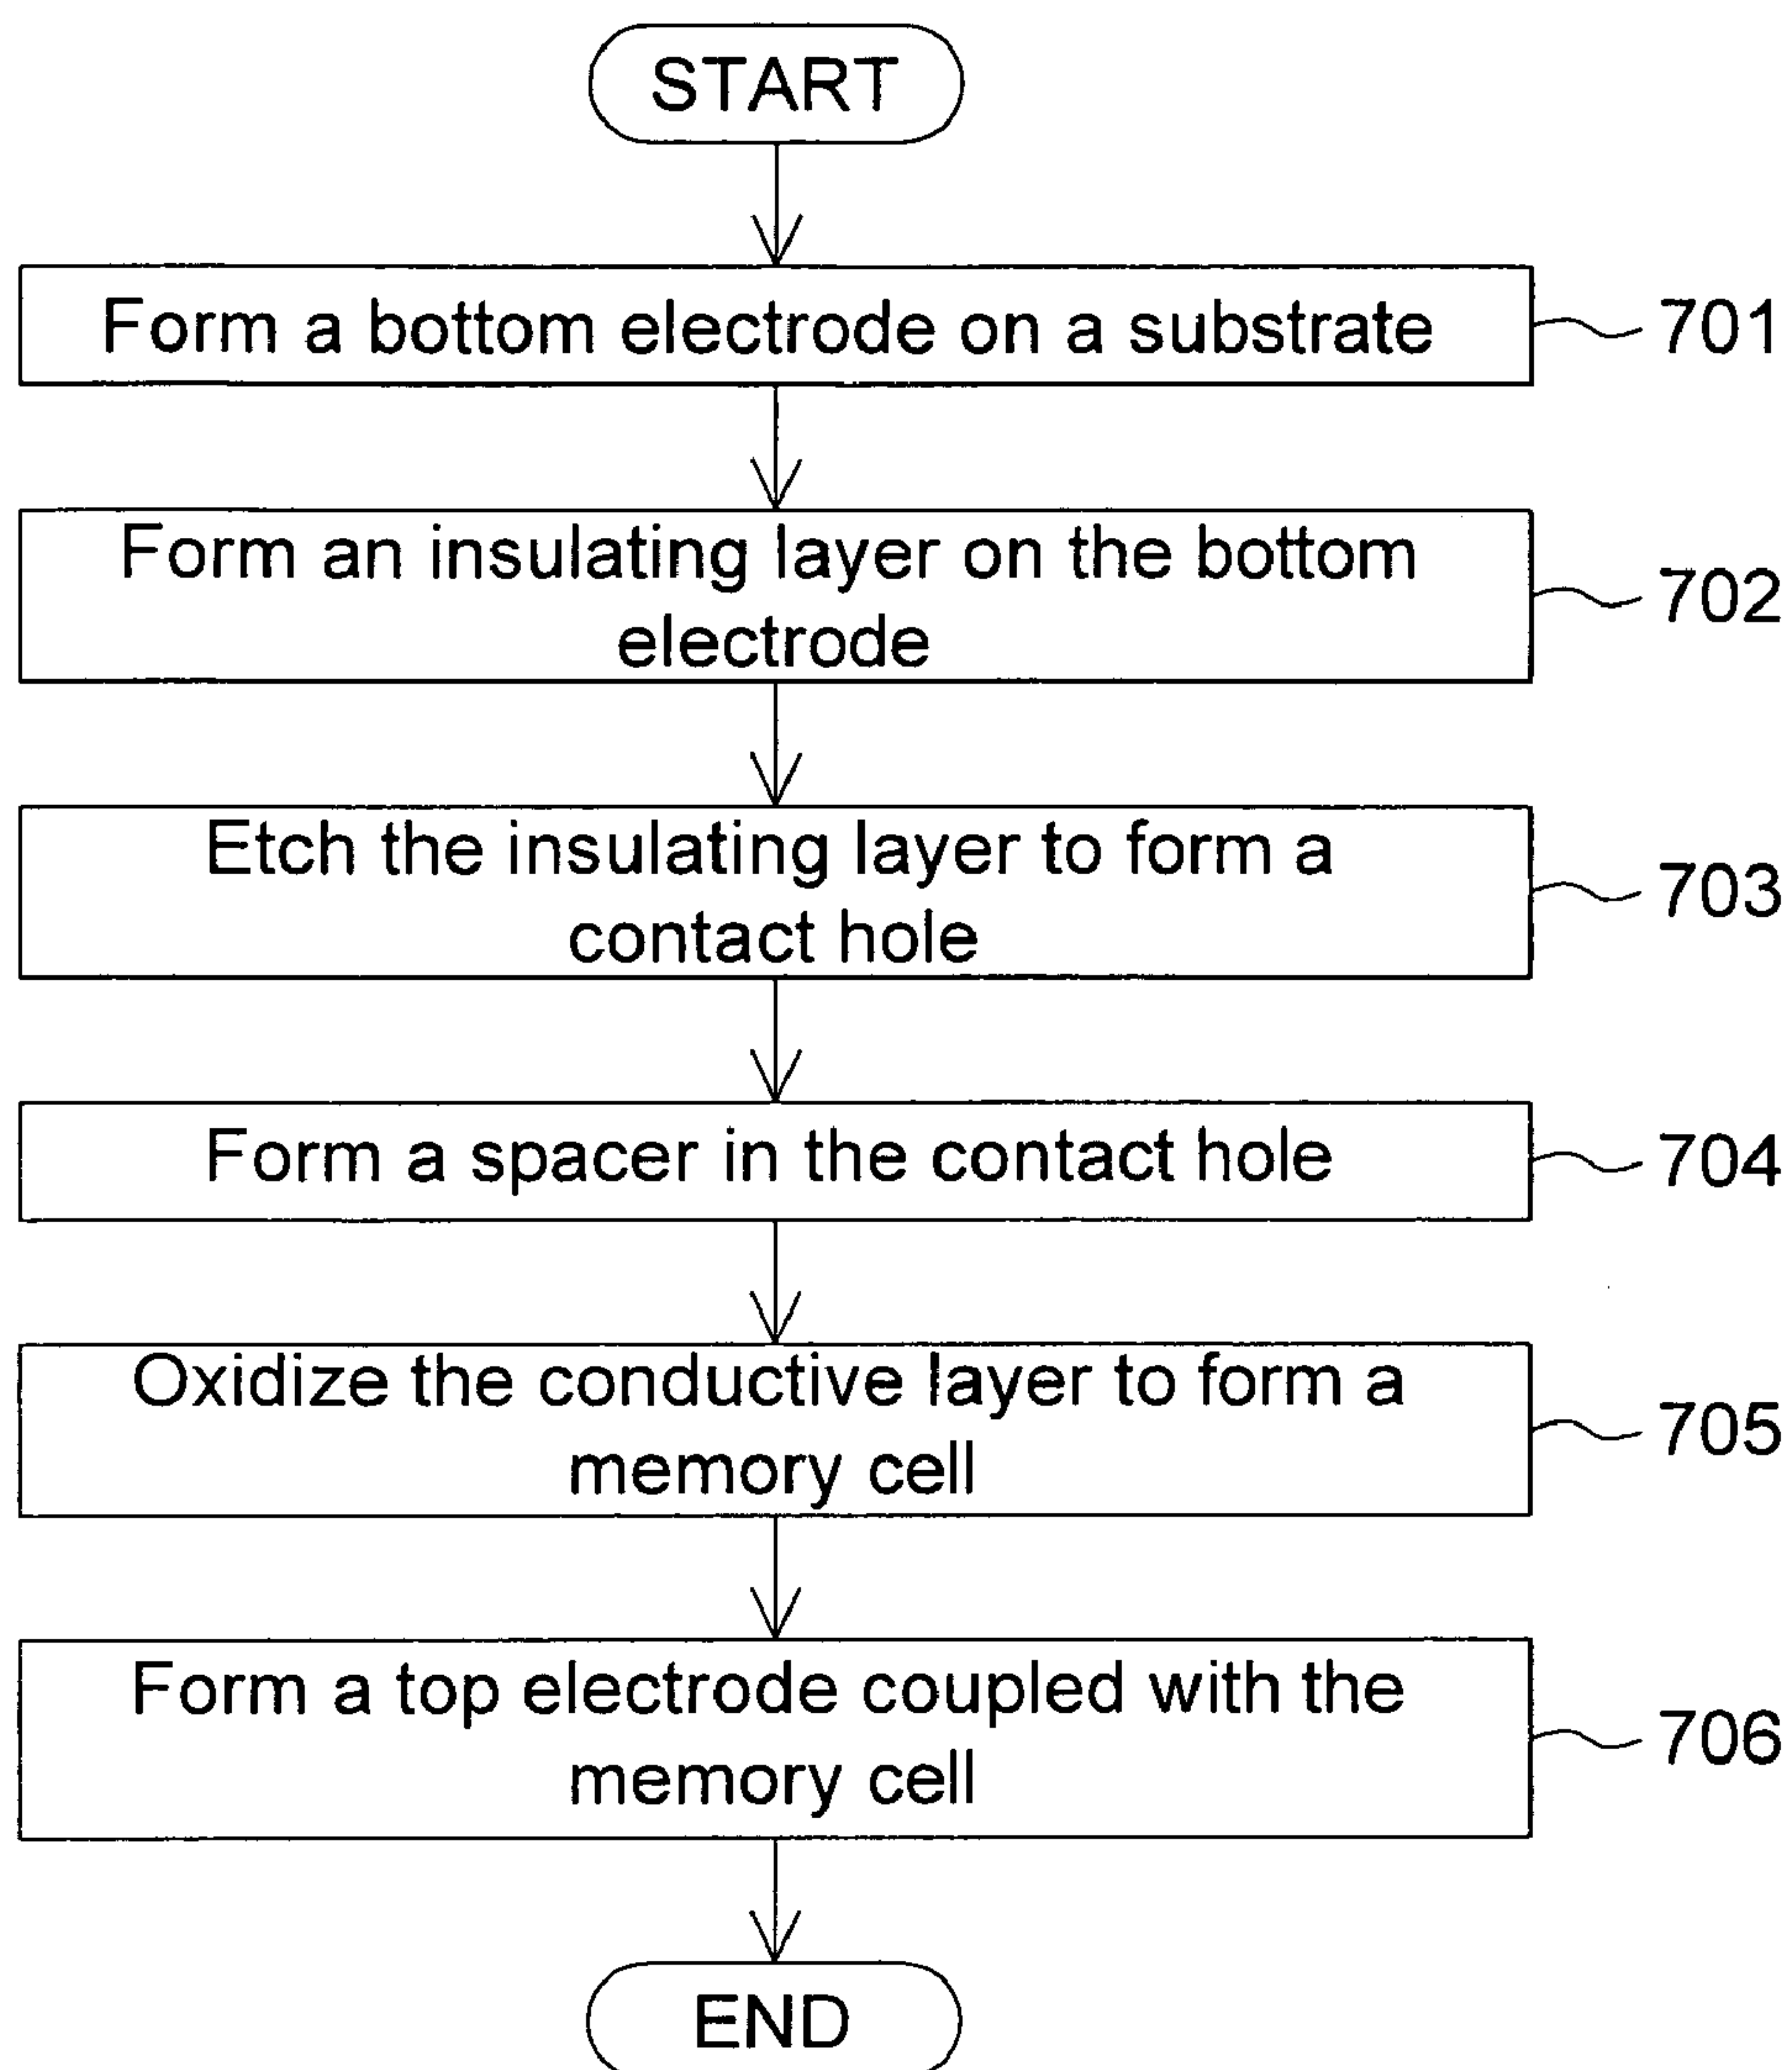 START
Form a bottom electrode on a substrate
701
Form an insulating layer on the bottom
electrode
702
Etch the insulating layer to form a
contact hole
703
Form a spacer in the contact hole
704
Oxidize the conductive layer to form a
memory cell
705
Form a top electrode coupled with the
memory cell
706
END